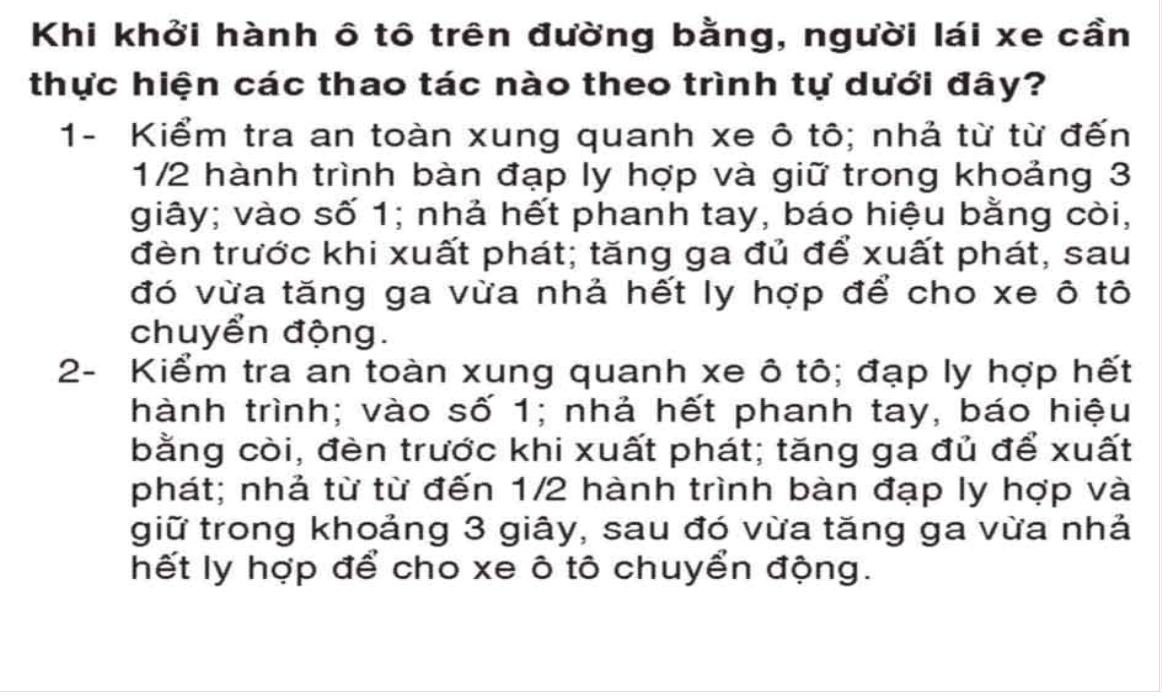 Khi khởi hành ô tô trên đường bằng, người lái xe cần
thực hiện các thao tác nào theo trình tự dưới đây?
1- Kiểm tra an toàn xung quanh xe ô tô; nhả từ từ đến
1/2 hành trình bàn đạp ly hợp và giữ trong khoảng 3
giây; vào số 1; nhả hết phanh tay, báo hiệu bằng còi,
đèn trước khi xuất phát; tăng ga đủ để xuất phát, sau
đó vừa tăng ga vừa nhả hết ly hợp để cho xe ô tô
chuyển động.
2- Kiểm tra an toàn xung quanh xe ô tô; đạp ly hợp hết
hành trình; vào số 1; nhả hết phanh tay, báo hiệu
bằng còi, đèn trước khi xuất phát; tăng ga đủ để xuất
phát; nhả từ từ đến 1/2 hành trình bàn đạp ly hợp và
giữ trong khoảng 3 giây, sau đó vừa tăng ga vừa nhả
hết ly hợp để cho xe ô tô chuyển động.